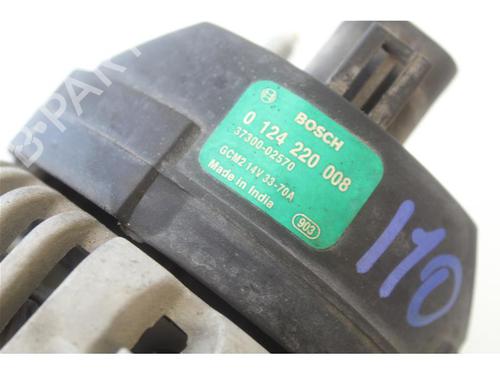 BOSCH
0 124 220 008
37300-02570
GCM2 14V 33-70A
Made in India
903
110
B-PARTS